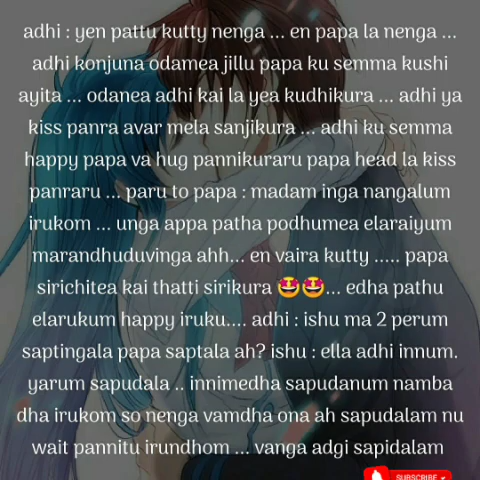 adhi : yen pattu kutty nenga ... en papa la nenga ...
adhi konjuna odamea jillu papa ku semma kushi
ayita ... odanea adhi kai la yea kudhikura ... adhi ya
kiss panra avar mela sanjikura ... adhi ku semma
happy papa va hug pannikuraru papa head la kiss
panraru ... paru to papa : madam inga nangalum
irukom ... unga appa patha podhumea elaraiyum
marandhuduvinga ahh... en vaira kutty ..... papa
sirichitea kai thatti sirikura 🤩🤩... edha pathu
elarukum happy iruku.... adhi : ishu ma 2 perum
saptingala papa saptala ah? ishu : ella adhi innum.
yarum sapudala .. innimedha sapudanum namba
dha irukom so nenga vamdha ona ah sapudalam nu
wait pannitu irundhom ... vanga adgi sapidalam
SUBSCRIBE